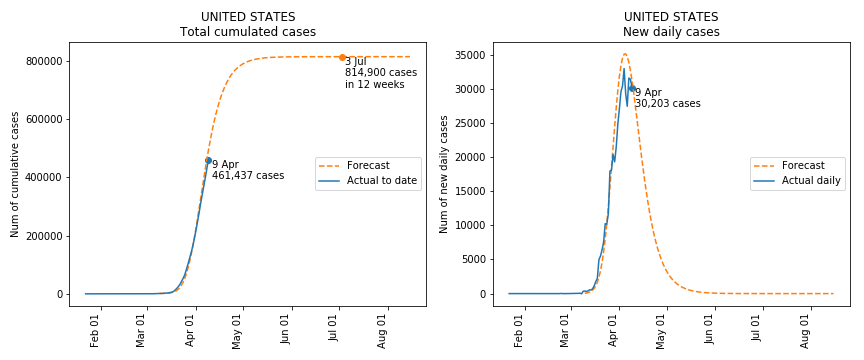 UNITED STATES
Total cumulated cases
Num of cumulative cases
800000
600000
400000
200000
0
3 Jul
814,900 cases
in 12 weeks
9 Apr
461,437 cases
Forecast
Actual to date
Feb 01
Mar 01
Apr 01
May 01
Jun 01
Jul 01
Aug 01
UNITED STATES
New daily cases
Num of new daily cases
35000
30000
25000
20000
15000
10000
5000
0
9 Apr
30,203 cases
Forecast
Actual daily
Feb 01
Mar 01
Apr 01
May 01
Jun 01
Jul 01
Aug 01